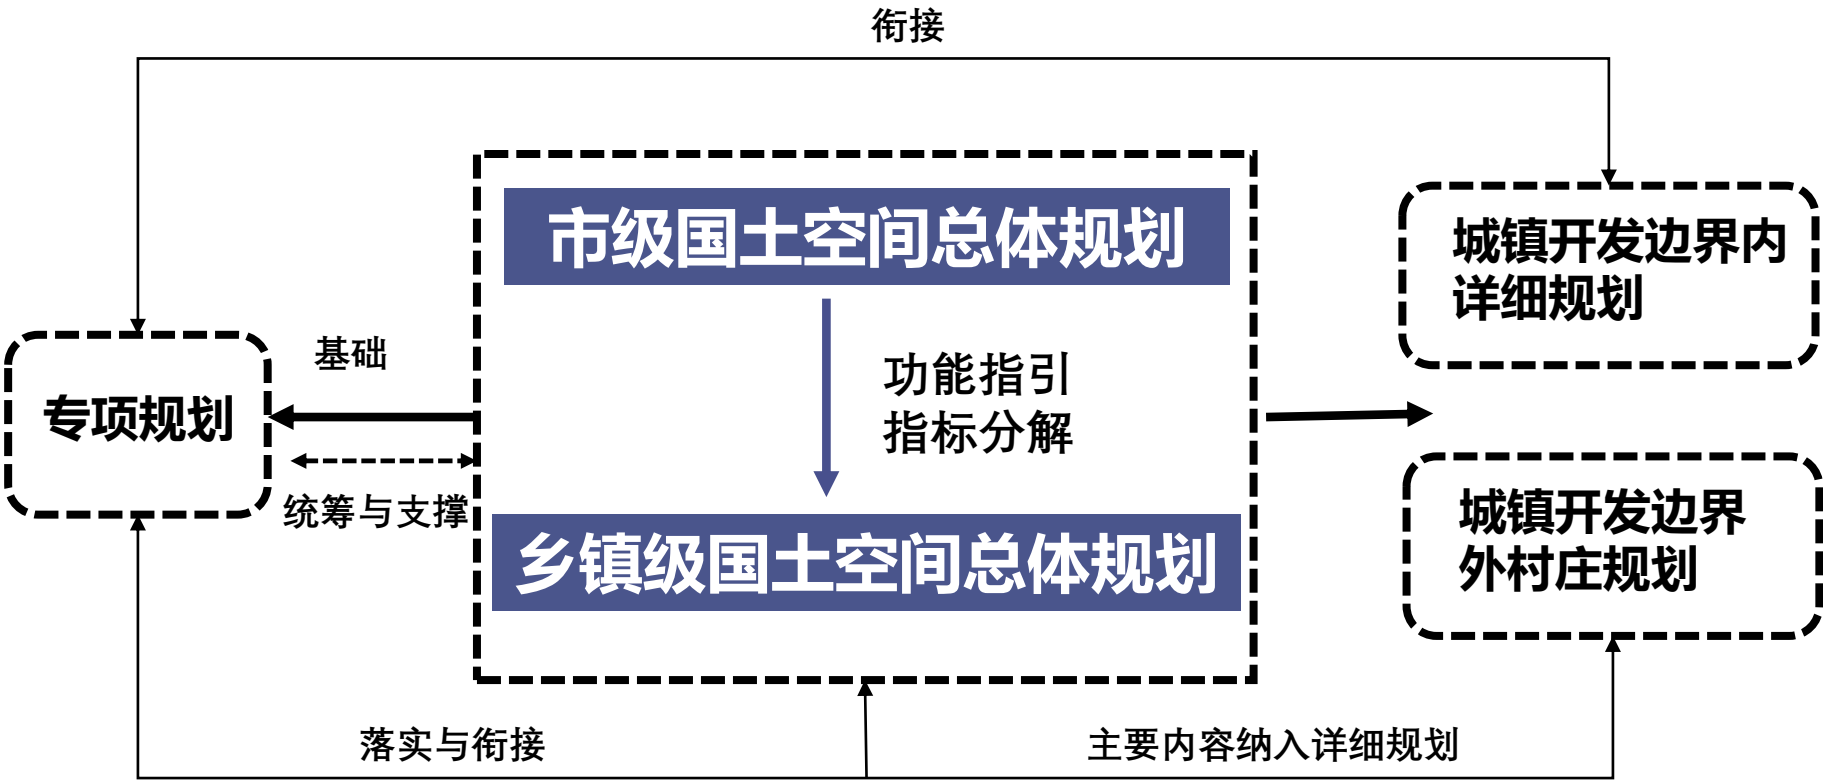 衔接
市级国土空间总体规划
城镇开发边界内
详细规划
基础
专项规划
功能指引
指标分解
统筹与支撑
城镇开发边界
外村庄规划
乡镇级国土空间总体规划
落实与衔接
主要内容纳入详细规划